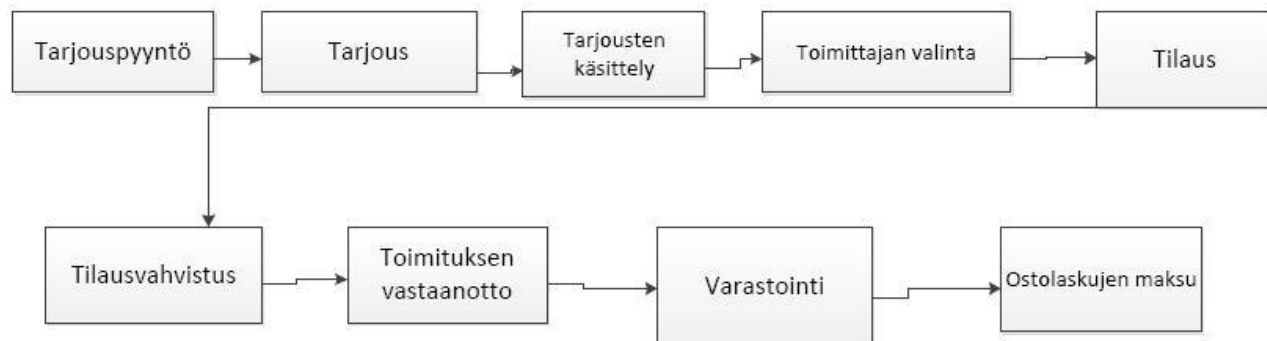 Tarjouspyyntö
Tarjous
Tarjousten
käsittely
Toimittajan valinta
Tilaus
Tilausvahvistus
Toimituksen
vastaanotto
Varastointi
Ostolaskujen maksu